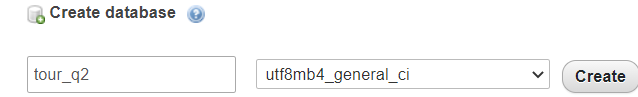 Create database
tour_q2 utf8mb4_general_ci Create